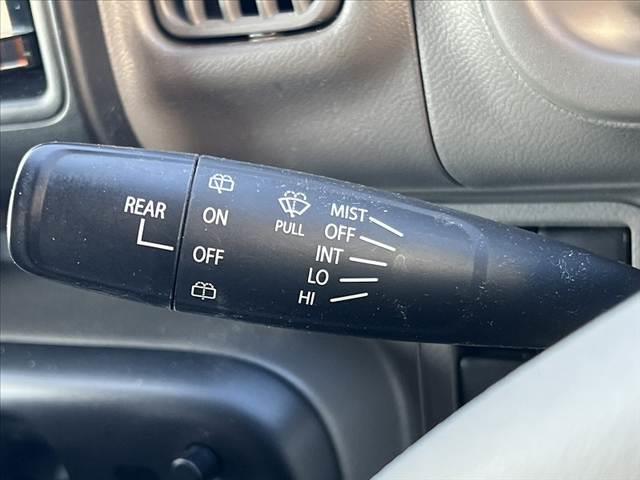 REAR
ON
OFF
PULL
MIST
OFF
INT
LO
HI